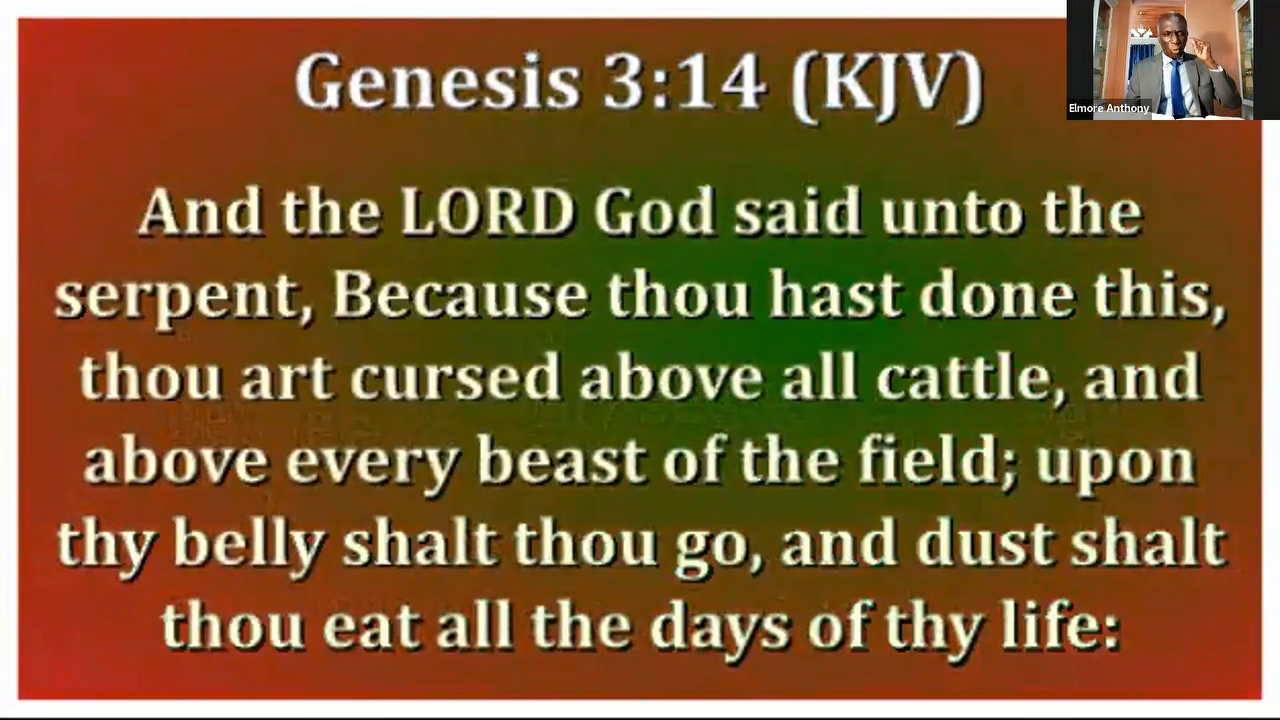 Genesis 3:14 (KJV)
Elmore Anthony
And the LORD God said unto the
serpent, Because thou hast done this,
thou art cursed above all cattle, and
above every beast of the field; upon
thy belly shalt thou go, and dust shalt
thou eat all the days of thy life: